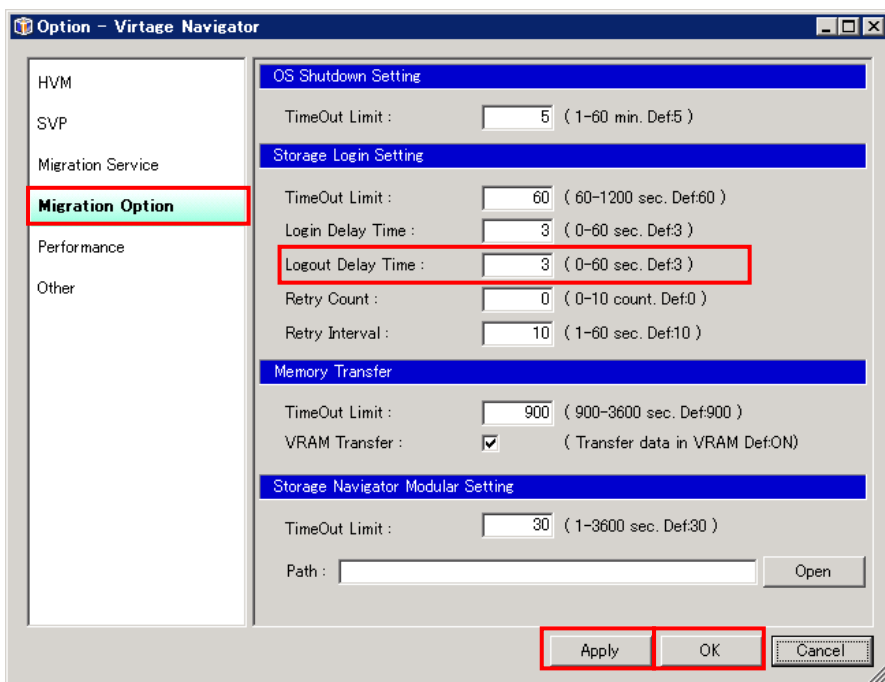 Option - Virtage Navigator
HVM
SVP
Migration Service
Migration Option
Performance
Other
OS Shutdown Setting
TimeOut Limit : 5 ( 1-60 min. Def:5 )
Storage Login Setting
TimeOut Limit : 60 ( 60-1200 sec. Def:60 )
Login Delay Time : 3 ( 0-60 sec. Def:3 )
Logout Delay Time : 3 ( 0-60 sec. Def:3 )
Retry Count : 0 ( 0-10 count. Def:0 )
Retry Interval : 10 ( 1-60 sec. Def:10 )
Memory Transfer
TimeOut Limit : 900 ( 900-3600 sec. Def:900 )
VRAM Transfer : ( Transfer data in VRAM Def:ON)
Storage Navigator Modular Setting
TimeOut Limit : 30 ( 1-3600 sec. Def:30 )
Path : Open
Apply OK Cancel